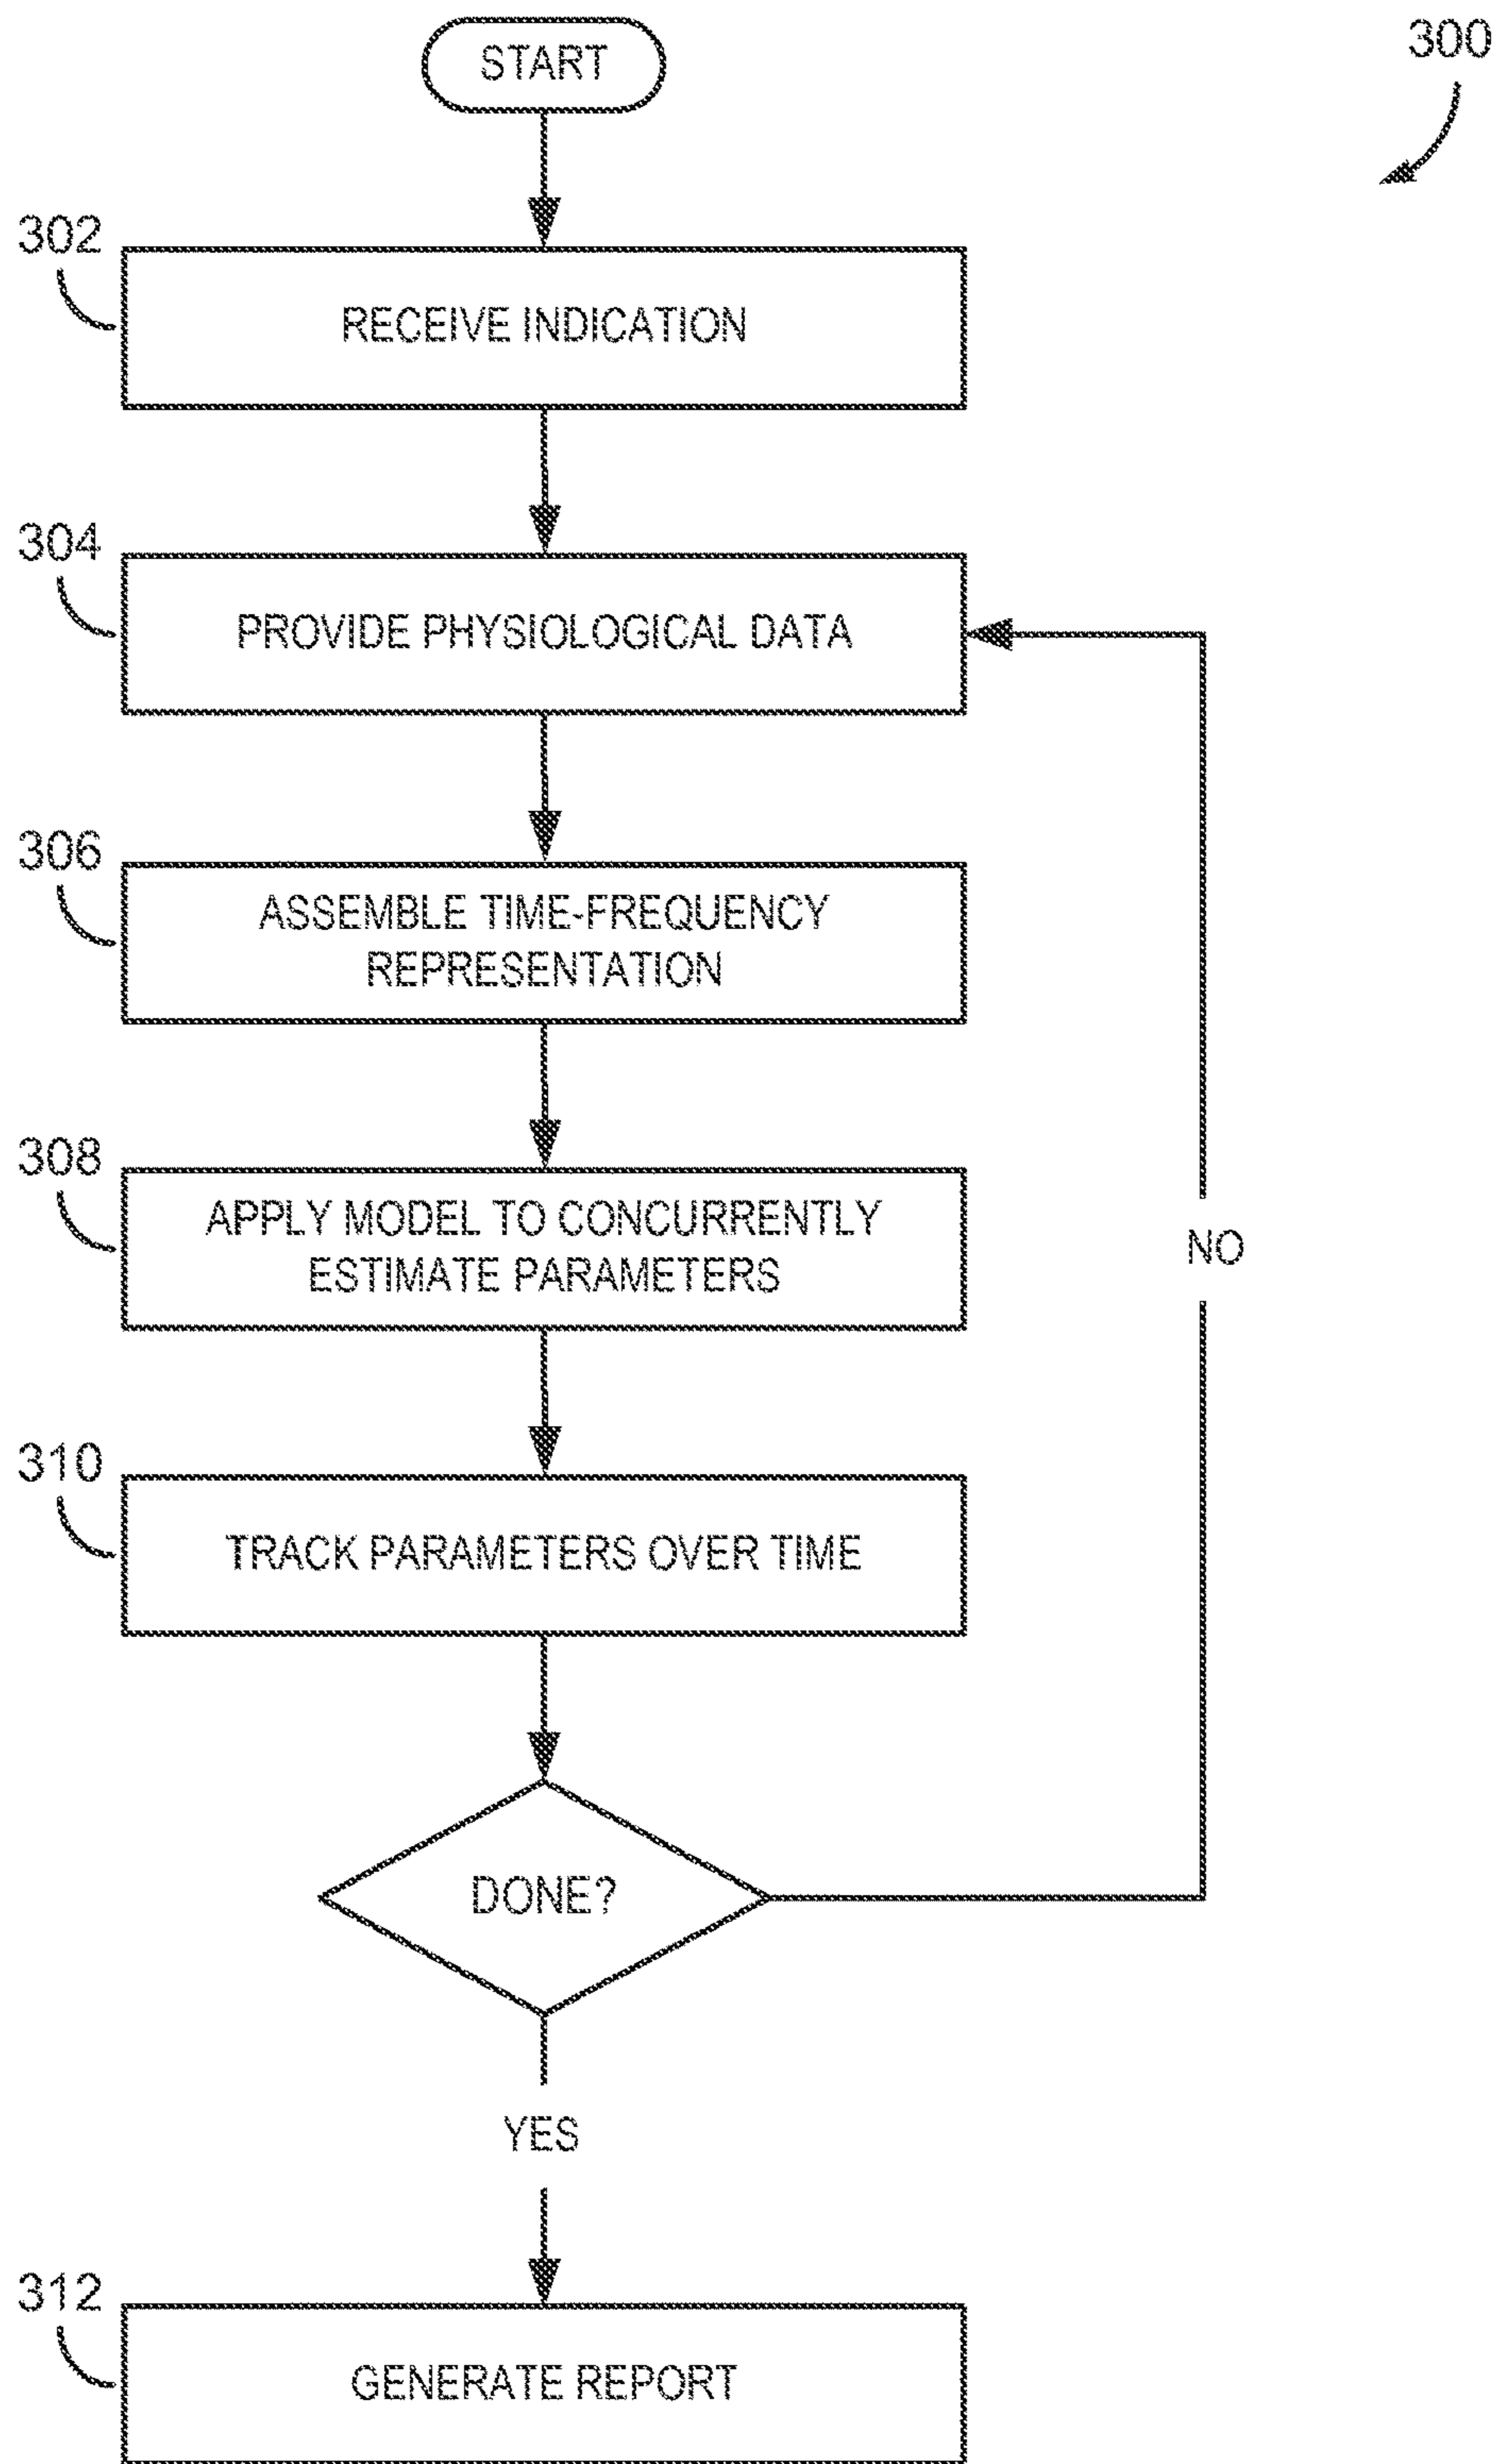 START
300
302
RECEIVE INDICATION
304
PROVIDE PHYSIOLOGICAL DATA
306
ASSEMBLE TIME-FREQUENCY
REPRESENTATION
308
APPLY MODEL TO CONCURRENTLY
ESTIMATE PARAMETERS
NO
310
TRACK PARAMETERS OVER TIME
DONE?
YES
312
GENERATE REPORT